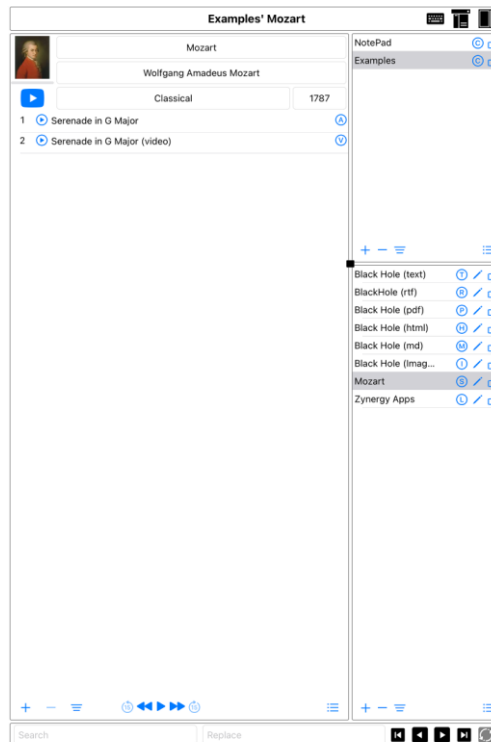 Examples' Mozart
Mozart
Wolfgang Amadeus Mozart
Classical 1787
1 Serenade in G Major A
2 Serenade in G Major (video) V
NotePad C
Examples C
Black Hole (text) T
BlackHole (rtf) R
Black Hole (pdf) P
Black Hole (html) H
Black Hole (md) M
Black Hole (Imag... I
Mozart S
Zynergy Apps L
15 15
Search Replace